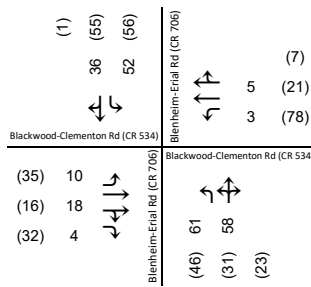 (1) (55) (56)
36 52
Blackwood-Clementon Rd (CR 534)
Blenheim-Erial Rd (CR 706)
(7)
5 (21)
3 (78)
(35) 10
(16) 18
(32) 4
Blenheim-Erial Rd (CR 706)
Blackwood-Clementon Rd (CR 534
61 58
(46) (31) (23)